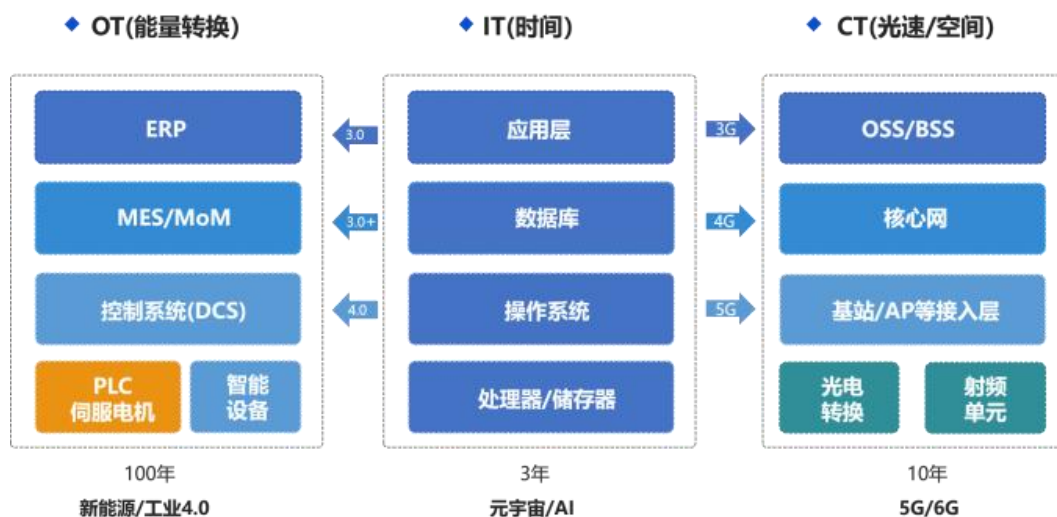 OT(能量转换)
IT(时间)
CT(光速/空间)
ERP
3.0
应用层
3G
OSS/BSS
MES/MoM
3.0+
数据库
4G
核心网
控制系统(DCS)
4.0
操作系统
5G
基站/AP等接入层
PLC
伺服电机
智能
设备
处理器/储存器
光电
转换
射频
单元
100年
3年
10年
新能源/工业4.0
元宇宙/AI
5G/6G